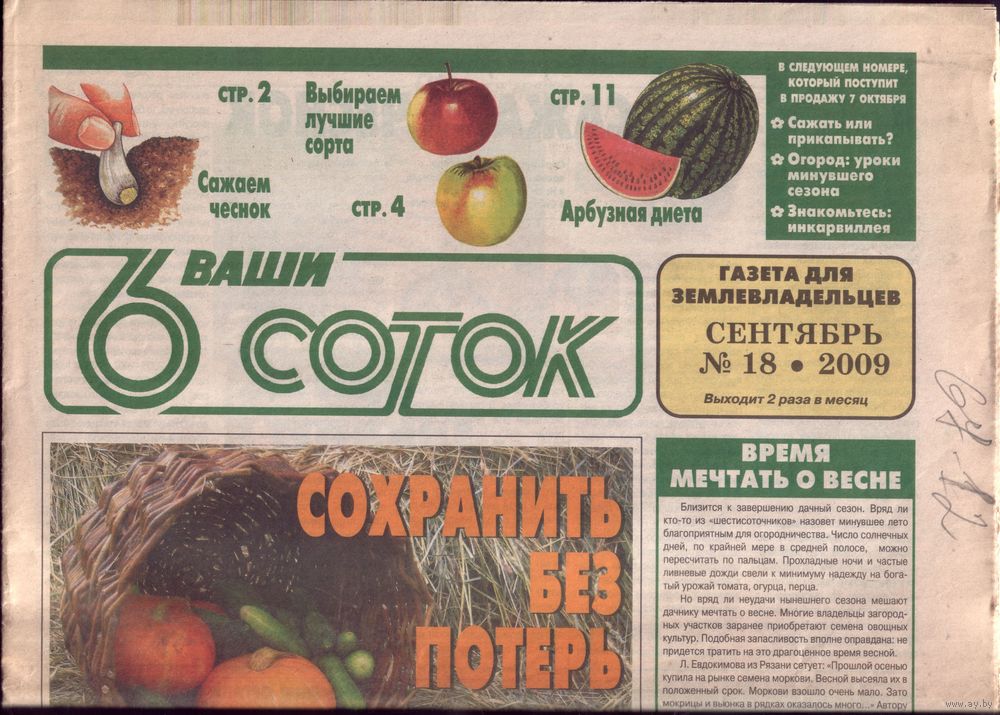 СТР. 2
Сажаем
чеснок
Выбираем
лучшие
сорта
СТР. 4
СТР. 11
Арбузная диета
В СЛЕДУЮЩЕМ НОМЕРЕ,
КОТОРЫЙ ПОСТУПИТ
В ПРОДАЖУ 7 ОКТЯБРЯ
Сажать или
прикапывать?
Огород: уроки
минувшего
сезона
Знакомьтесь:
инкарвиллея
ВАШИ
6 СОТОК
ГАЗЕТА ДЛЯ
ЗЕМЛЕВЛАДЕЛЬЦЕВ
СЕНТЯБРЬ
№ 18 • 2009
Выходит 2 раза в месяц
СОХРАНИТЬ
БЕЗ
ПОТЕРЬ
ВРЕМЯ
МЕЧТАТЬ О ВЕСНЕ
Близится к завершению дачный сезон. Вряд ли
кто-то из «шестисоточников» назовет минувшее лето
благоприятным для огородничества. Число солнечных
дней, по крайней мере в средней полосе, можно
пересчитать по пальцам. Прохладные ночи и частые
ливневые дожди свели к минимуму надежду на бога-
тый урожай томата, огурца, перца.
Но вряд ли неудачи нынешнего сезона мешают
дачнику мечтать о весне. Многие владельцы загород-
ных участков заранее приобретают семена овощных
культур. Подобная запасливость вполне оправдана: не
придется тратить на это драгоценное время весной.
Л. Евдокимова из Рязани сетует: «Прошлой осенью
купила на рынке семена моркови. Весной высеяла их в
положенный срок. Моркови взошло очень мало. Зато
мокрицы и вьюнка в рядках оказалось много...» Автору
www.ay.by